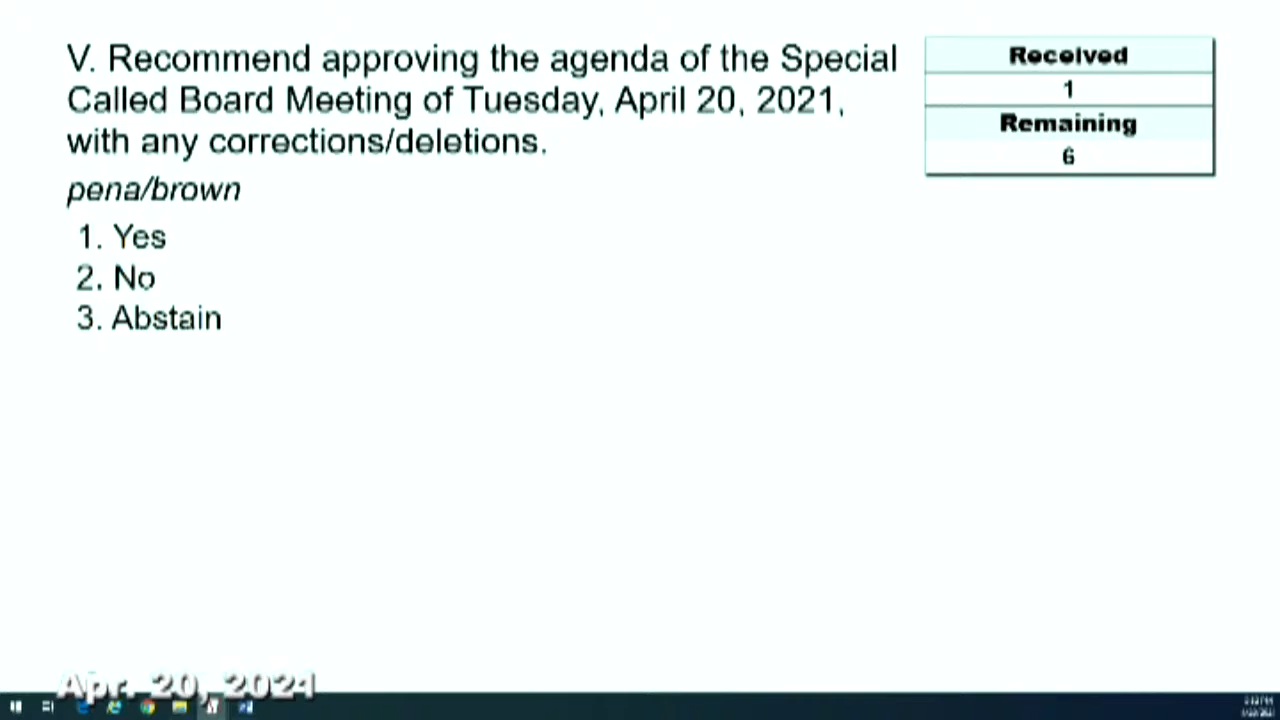 V. Recommend approving the agenda of the Special
Called Board Meeting of Tuesday, April 20, 2021,
with any corrections/deletions.
pena/brown
1. Yes
2. No
3. Abstain
Received
1
Remaining
6
Apr. 20, 2021